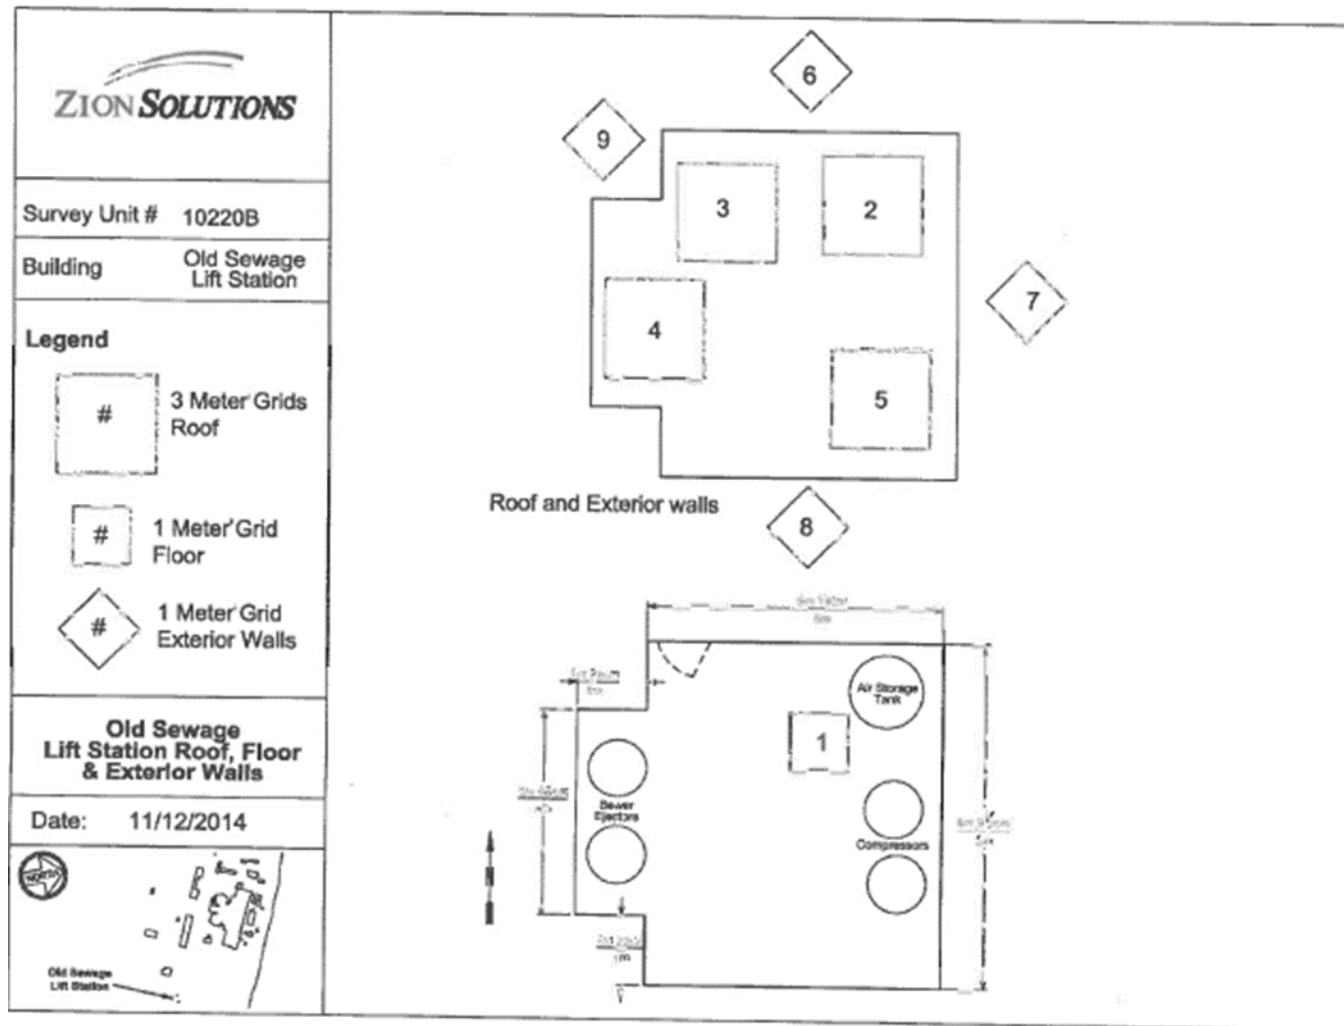 ZION SOLUTIONS
Survey Unit # 10220B
Building Old Sewage
Lift Station
Legend
# 3 Meter Grids
Roof
# 1 Meter Grid
Floor
# 1 Meter Grid
Exterior Walls
Old Sewage
Lift Station Roof, Floor
& Exterior Walls
Date: 11/12/2014
NORTH
Old Sewage
Lift Station
6
9
3
2
7
4
5
Roof and Exterior walls
8
Air Storage
Tank
1
Sewer
Ejectors
Compressors